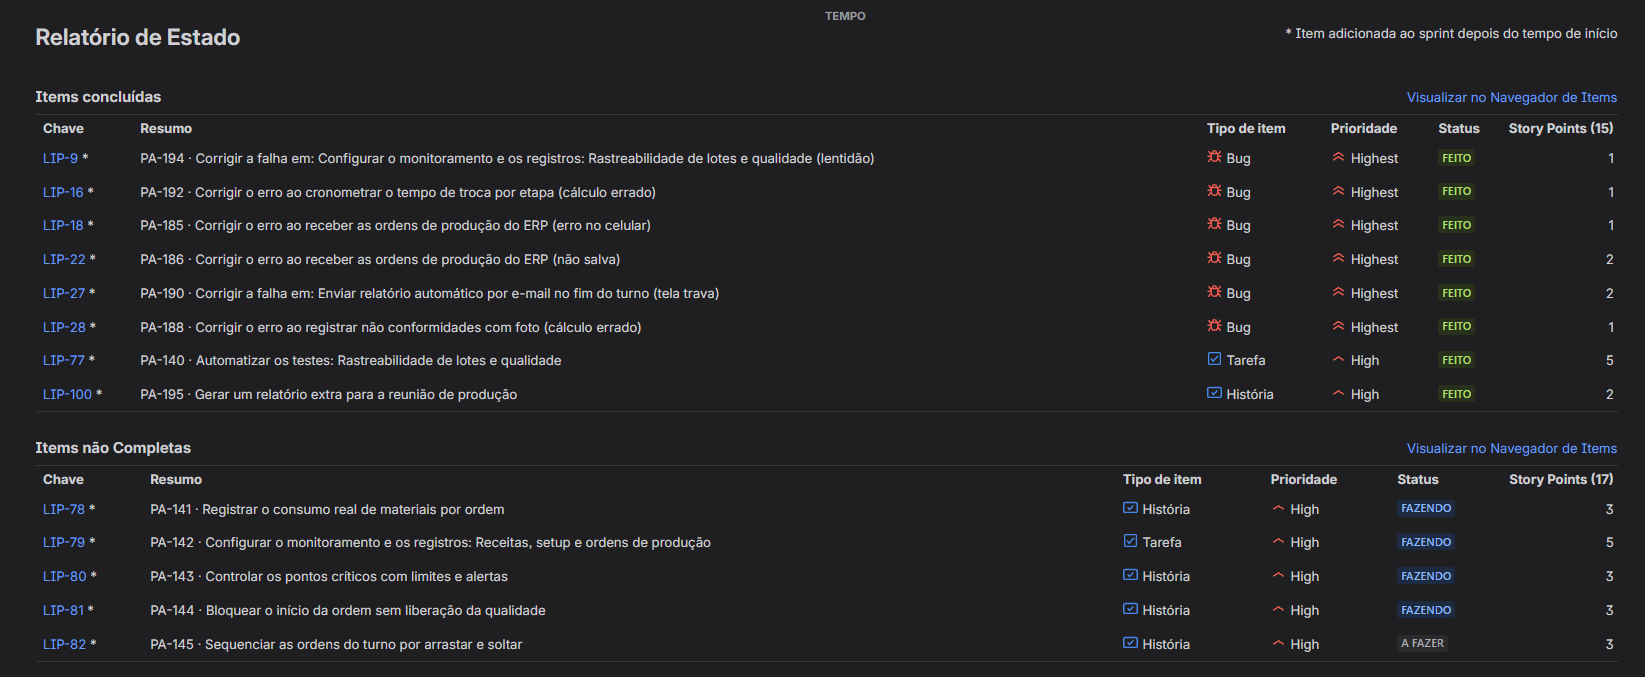 TEMPO
Relatório de Estado
* Item adicionada ao sprint depois do tempo de início
Items concluídas
Visualizar no Navegador de Items
Chave Resumo Tipo de item Prioridade Status Story Points (15)
LIP-9 * PA-194 · Corrigir a falha em: Configurar o monitoramento e os registros: Rastreabilidade de lotes e qualidade (lentidão) Bug Highest FEITO 1
LIP-16 * PA-192 · Corrigir o erro ao cronometrar o tempo de troca por etapa (cálculo errado) Bug Highest FEITO 1
LIP-18 * PA-185 · Corrigir o erro ao receber as ordens de produção do ERP (erro no celular) Bug Highest FEITO 1
LIP-22 * PA-186 · Corrigir o erro ao receber as ordens de produção do ERP (não salva) Bug Highest FEITO 2
LIP-27 * PA-190 · Corrigir a falha em: Enviar relatório automático por e-mail no fim do turno (tela trava) Bug Highest FEITO 2
LIP-28 * PA-188 · Corrigir o erro ao registrar não conformidades com foto (cálculo errado) Bug Highest FEITO 1
LIP-77 * PA-140 · Automatizar os testes: Rastreabilidade de lotes e qualidade Tarefa High FEITO 5
LIP-100 * PA-195 · Gerar um relatório extra para a reunião de produção História High FEITO 2
Items não Completas
Visualizar no Navegador de Items
Chave Resumo Tipo de item Prioridade Status Story Points (17)
LIP-78 * PA-141 · Registrar o consumo real de materiais por ordem História High FAZENDO 3
LIP-79 * PA-142 · Configurar o monitoramento e os registros: Receitas, setup e ordens de produção Tarefa High FAZENDO 5
LIP-80 * PA-143 · Controlar os pontos críticos com limites e alertas História High FAZENDO 3
LIP-81 * PA-144 · Bloquear o início da ordem sem liberação da qualidade História High FAZENDO 3
LIP-82 * PA-145 · Sequenciar as ordens do turno por arrastar e soltar História High A FAZER 3